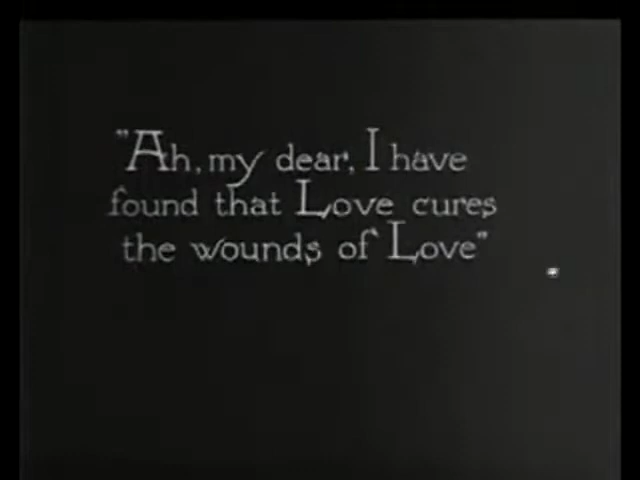 "Ah, my dear, I have
found that Love cures
the wounds of Love"